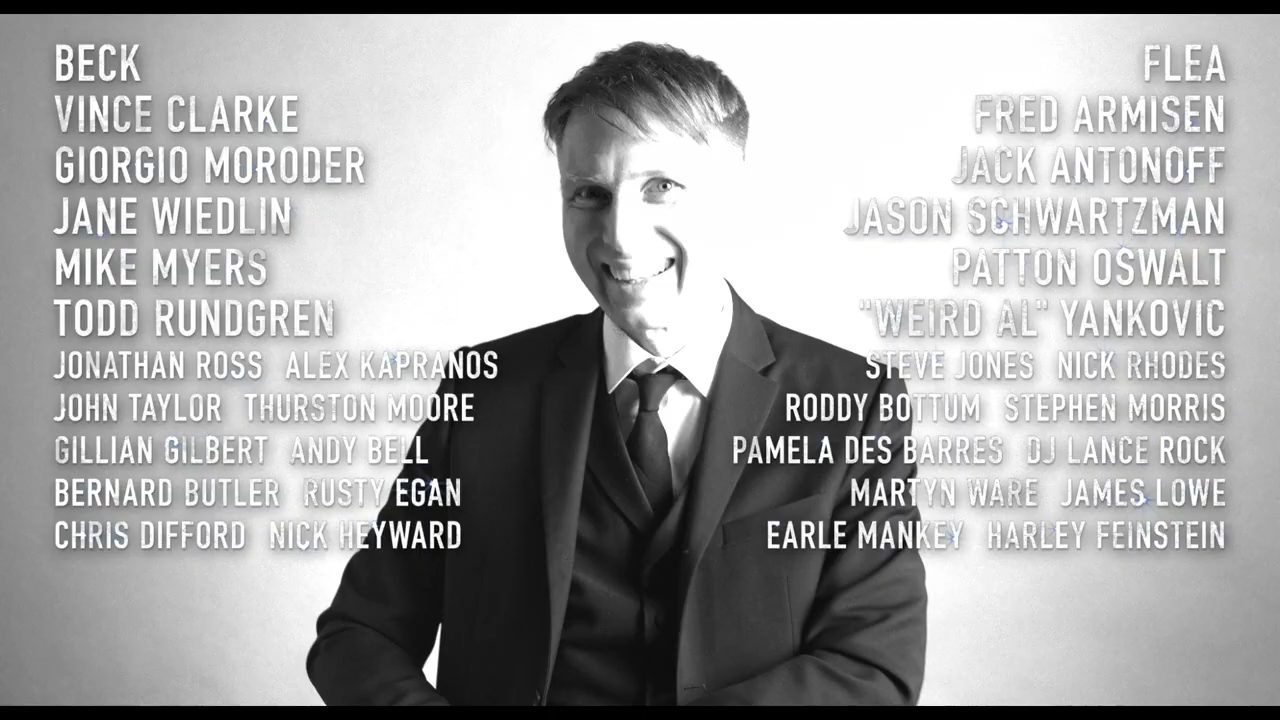 BECK
VINCE CLARKE
GIORGIO MORODER
JANE WIEDLIN
MIKE MYERS
TODD RUNDGREN
JONATHAN ROSS ALEX KAPRANOS
JOHN TAYLOR THURSTON MOORE
GILLIAN GILBERT ANDY BELL
BERNARD BUTLER RUSTY EGAN
CHRIS DIFFORD NICK HEYWARD
FLEA
FRED ARMISEN
JACK ANTONOFF
JASON SCHWARTZMAN
PATTON OSWALT
"WEIRD AL" YANKOVIC
STEVE JONES NICK RHODES
RODDY BOTTUM STEPHEN MORRIS
PAMELA DES BARRES DJ LANCE ROCK
MARTYN WARE JAMES LOWE
EARLE MANKEY HARLEY FEINSTEIN